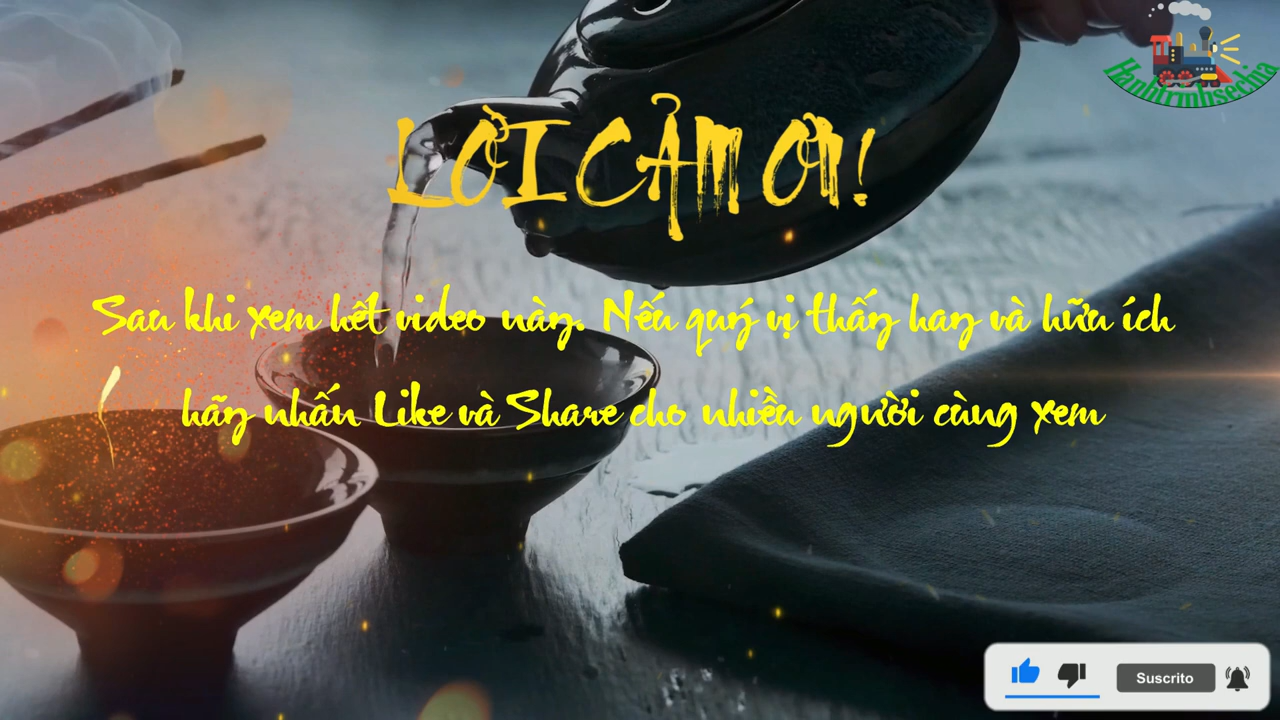 Hanhtrinhsechia
LỜI CẢM ƠN!
Sau khi xem hết video này. Nếu quý vị thấy hay và hữu ích
hãy nhấn Like và Share cho nhiều người cùng xem
Suscrito